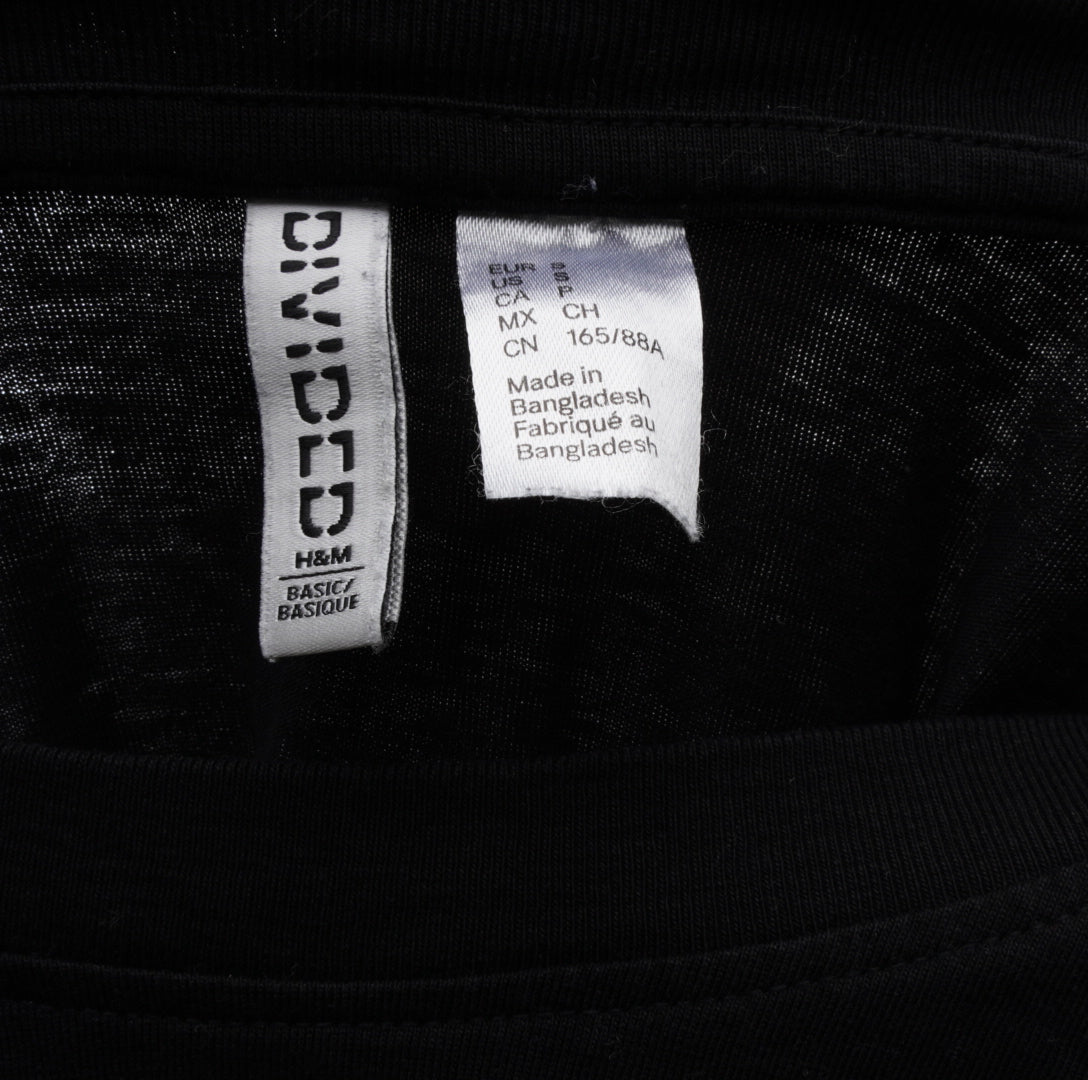 DIVIDED
H&M
BASIC/
BASIQUE
EUR S
US S
CA P
MX CH
CN 165/88A
Made in
Bangladesh
Fabriqué au
Bangladesh